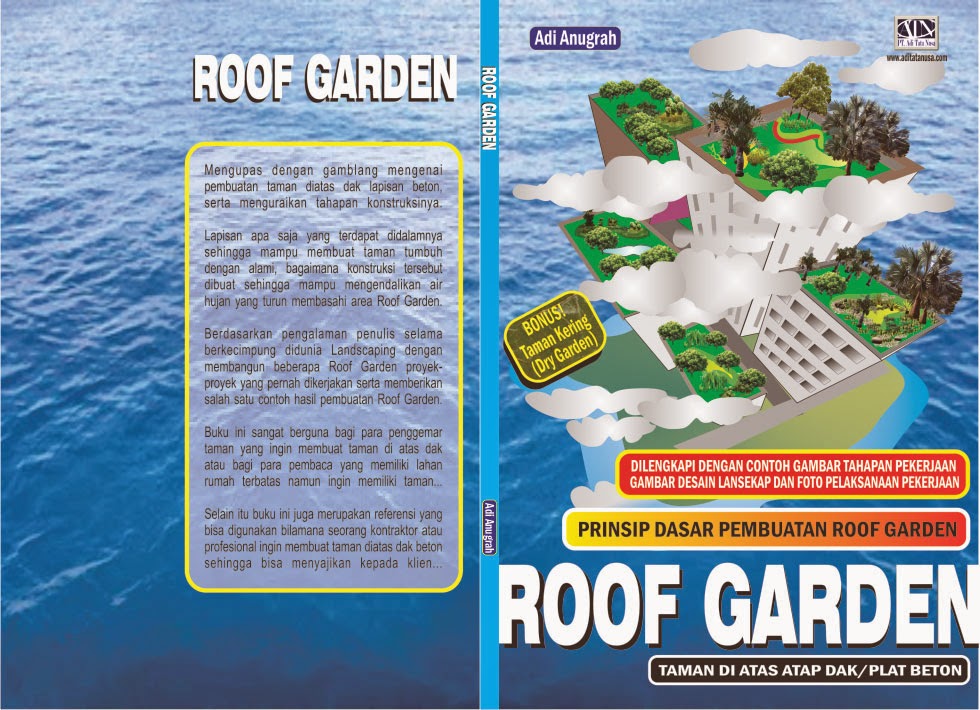 ROOF GARDEN
Mengupas dengan gamblang mengenai
pembuatan taman diatas dak lapisan beton,
serta menguraikan tahapan konstruksinya.
Lapisan apa saja yang terdapat didalamnya
sehingga mampu membuat taman tumbuh
dengan alami, bagaimana konstruksi tersebut
dibuat sehingga mampu mengendalikan air
hujan yang turun membasahi area Roof Garden.
Berdasarkan pengalaman penulis selama
berkecimpung didunia Landscaping dengan
membangun beberapa Roof Garden proyek-
proyek yang pernah dikerjakan serta memberikan
salah satu contoh hasil pembuatan Roof Garden.
Buku ini sangat berguna bagi para penggemar
taman yang ingin membuat taman di atas dak
atau bagi para pembaca yang memiliki lahan
rumah terbatas namun ingin memiliki taman...
Selain itu buku ini juga merupakan referensi yang
bisa digunakan bilamana seorang kontraktor atau
profesional ingin membuat taman diatas dak beton
sehingga bisa menyajikan kepada klien...
ROOF GARDEN
Adi Anugrah
Adi Anugrah
ATN
PT. Adi Tata Nusa
www.aditatanusa.com
BONUS!
Taman Kering
(Dry Garden)
DILENGKAPI DENGAN CONTOH GAMBAR TAHAPAN PEKERJAAN
GAMBAR DESAIN LANSEKAP DAN FOTO PELAKSANAAN PEKERJAAN
PRINSIP DASAR PEMBUATAN ROOF GARDEN
ROOF GARDEN
TAMAN DI ATAS ATAP DAK/PLAT BETON